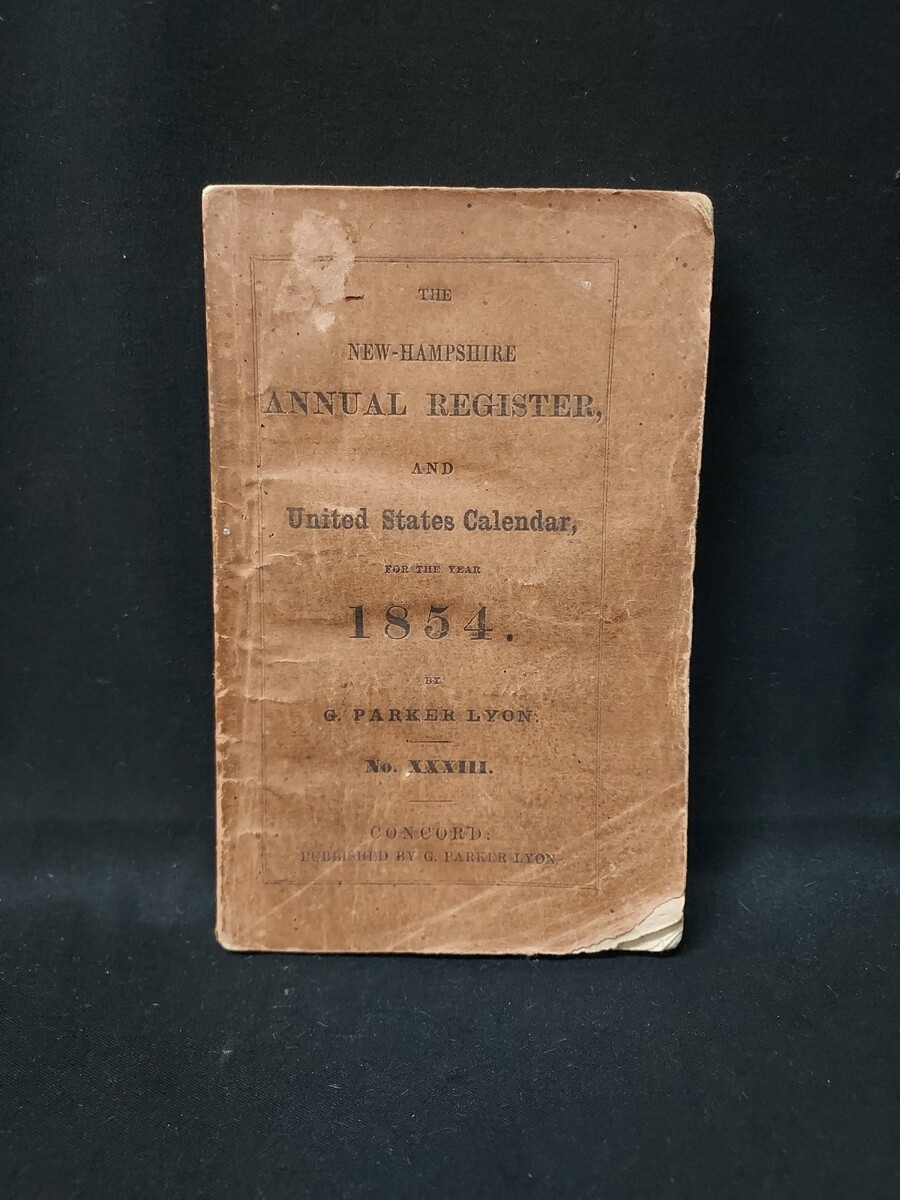 THE
NEW-HAMPSHIRE
ANNUAL REGISTER,
AND
United States Calendar,
FOR THE YEAR
1854.
BY
G. PARKER LYON.
No. XXXIII.
CONCORD:
PUBLISHED BY G. PARKER LYON.